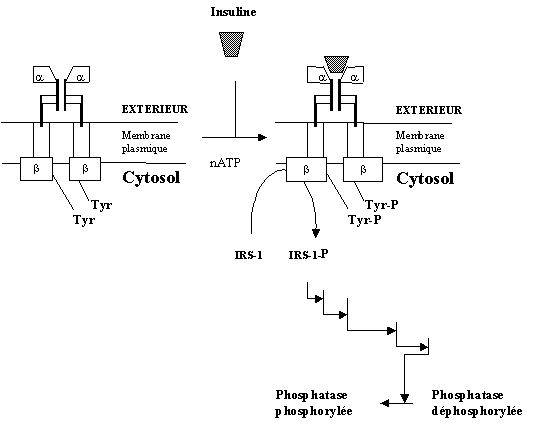 Insuline
α α
α α
EXTERIEUR
EXTERIEUR
Membrane
plasmique
Membrane
plasmique
nATP
β β
β β
Cytosol
Cytosol
Tyr
Tyr
Tyr-P
Tyr-P
IRS-1 IRS-1-P
Phosphatase
phosphorylée
Phosphatase
déphosphorylée